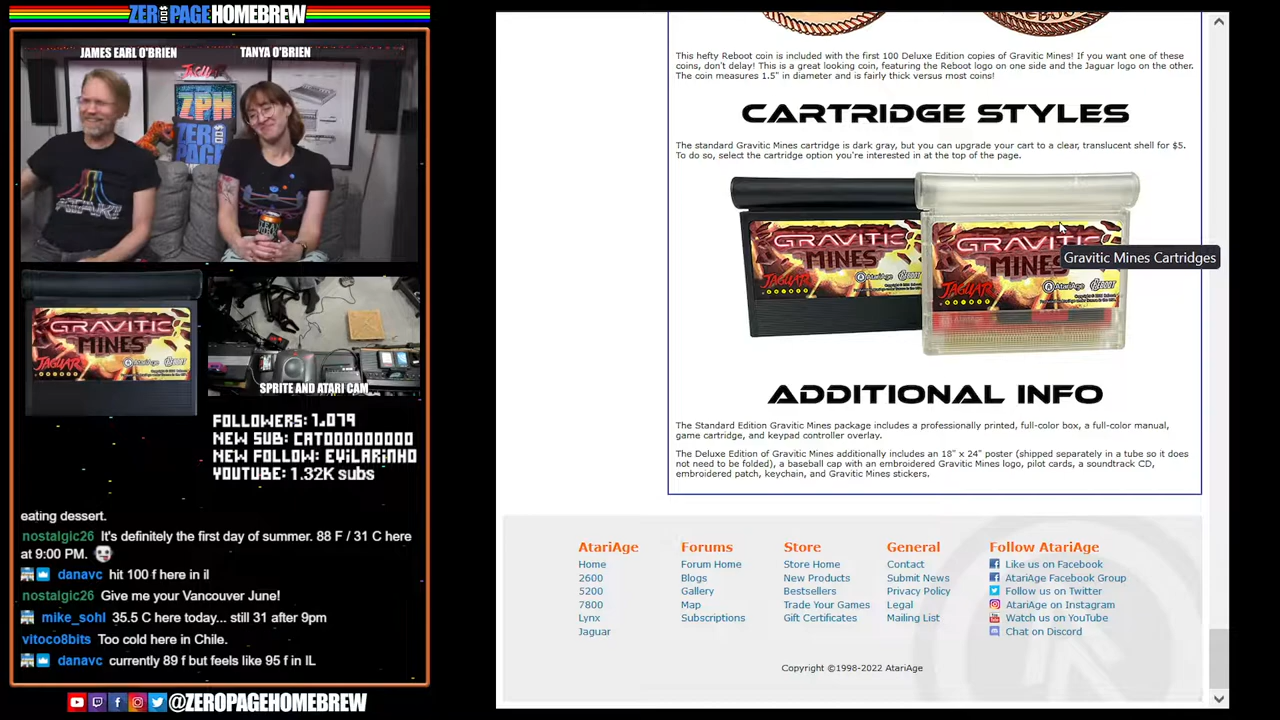 ZEROPAGEHOMEBREW
JAMES EARL O'BRIEN
TANYA O'BRIEN
JAGUAR
ZPH
ZERO
PAGE
GRAVITIC
MINES
JAGUAR
AtariAge
SPRITE AND ATARI CAM
FOLLOWERS: 1,079
NEW SUB: CATOOOOOOOOO
NEW FOLLOW: EVILARINHO
YOUTUBE: 1.32K subs
eating dessert.
nostalgic26 It's definitely the first day of summer. 88 F / 31 C here
at 9:00 PM.
danavc hit 100 f here in il
nostalgic26 Give me your Vancouver June!
mike_sohl 35.5 C here today... still 31 after 9pm
vitoco8bits Too cold here in Chile.
danavc currently 89 f but feels like 95 f in IL
@ZEROPAGEHOMEBREW
This hefty Reboot coin is included with the first 100 Deluxe Edition copies of Gravitic Mines! If you want one of these
coins, don't delay! This is a great looking coin, featuring the Reboot logo on one side and the Jaguar logo on the other.
The coin measures 1.5" in diameter and is fairly thick versus most coins!
CARTRIDGE STYLES
The standard Gravitic Mines cartridge is dark gray, but you can upgrade your cart to a clear, translucent shell for $5.
To do so, select the cartridge option you're interested in at the top of the page.
GRAVITIC
MINES
JAGUAR
AtariAge
GRAVITIC
MINES
JAGUAR
AtariAge
Gravitic Mines Cartridges
ADDITIONAL INFO
The Standard Edition Gravitic Mines package includes a professionally printed, full-color box, a full-color manual,
game cartridge, and keypad controller overlay.
The Deluxe Edition of Gravitic Mines additionally includes an 18" x 24" poster (shipped separately in a tube so it does
not need to be folded), a baseball cap with an embroidered Gravitic Mines logo, pilot cards, a soundtrack CD,
embroidered patch, keychain, and Gravitic Mines stickers.
AtariAge
Home
2600
5200
7800
Lynx
Jaguar
Forums
Forum Home
Blogs
Gallery
Map
Subscriptions
Store
Store Home
New Products
Bestsellers
Trade Your Games
Gift Certificates
General
Contact
Submit News
Privacy Policy
Legal
Mailing List
Follow AtariAge
Like us on Facebook
AtariAge Facebook Group
Follow us on Twitter
AtariAge on Instagram
Watch us on YouTube
Chat on Discord
Copyright ©1998-2022 AtariAge